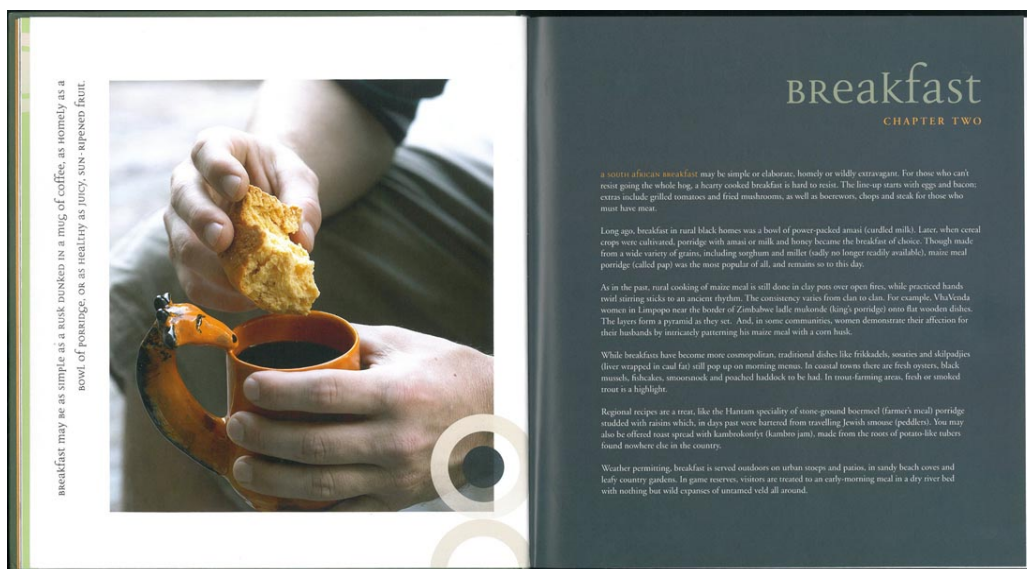 BReakfast may be as simple as a RUSK DUNKeD IN a mug of coffee, as homely as a
BOWL of PORRIDGE, OR as Healthy as JUICY, SUN-RIPENED fRUIT.
BReakfast
CHAPTER TWO
a south african breakfast may be simple or elaborate, homely or wildly extravagant. For those who can't
resist going the whole hog, a hearty cooked breakfast is hard to resist. The line-up starts with eggs and bacon;
extras include grilled tomatoes and fried mushrooms, as well as boerewors, chops and steak for those who
must have meat.
Long ago, breakfast in rural black homes was a bowl of power-packed amasi (curdled milk). Later, when cereal
crops were cultivated, porridge with amasi or milk and honey became the breakfast of choice. Though made
from a wide variety of grains, including sorghum and millet (sadly no longer readily available), maize meal
porridge (called pap) was the most popular of all, and remains so to this day.
As in the past, rural cooking of maize meal is still done in clay pots over open fires, while practiced hands
twirl stirring sticks to an ancient rhythm. The consistency varies from clan to clan. For example, VhaVenda
women in Limpopo near the border of Zimbabwe ladle mukonde (king's porridge) onto flat wooden dishes.
The layers form a pyramid as they set. And, in some communities, women demonstrate their affection for
their husbands by intricately patterning his maize meal with a corn husk.
While breakfasts have become more cosmopolitan, traditional dishes like frikkadels, sosaties and skilpadjies
(liver wrapped in caul fat) still pop up on morning menus. In coastal towns there are fresh oysters, black
mussels, fishcakes, smoorsnoek and poached haddock to be had. In trout-farming areas, fresh or smoked
trout is a highlight.
Regional recipes are a treat, like the Hantam speciality of stone-ground boermeel (farmer's meal) porridge
studded with raisins which, in days past were bartered from travelling Jewish smouse (peddlers). You may
also be offered toast spread with kambrokonfyt (kambro jam), made from the roots of potato-like tubers
found nowhere else in the country.
Weather permitting, breakfast is served outdoors on urban stoeps and patios, in sandy beach coves and
leafy country gardens. In game reserves, visitors are treated to an early-morning meal in a dry river bed
with nothing but wild expanses of untamed veld all around.